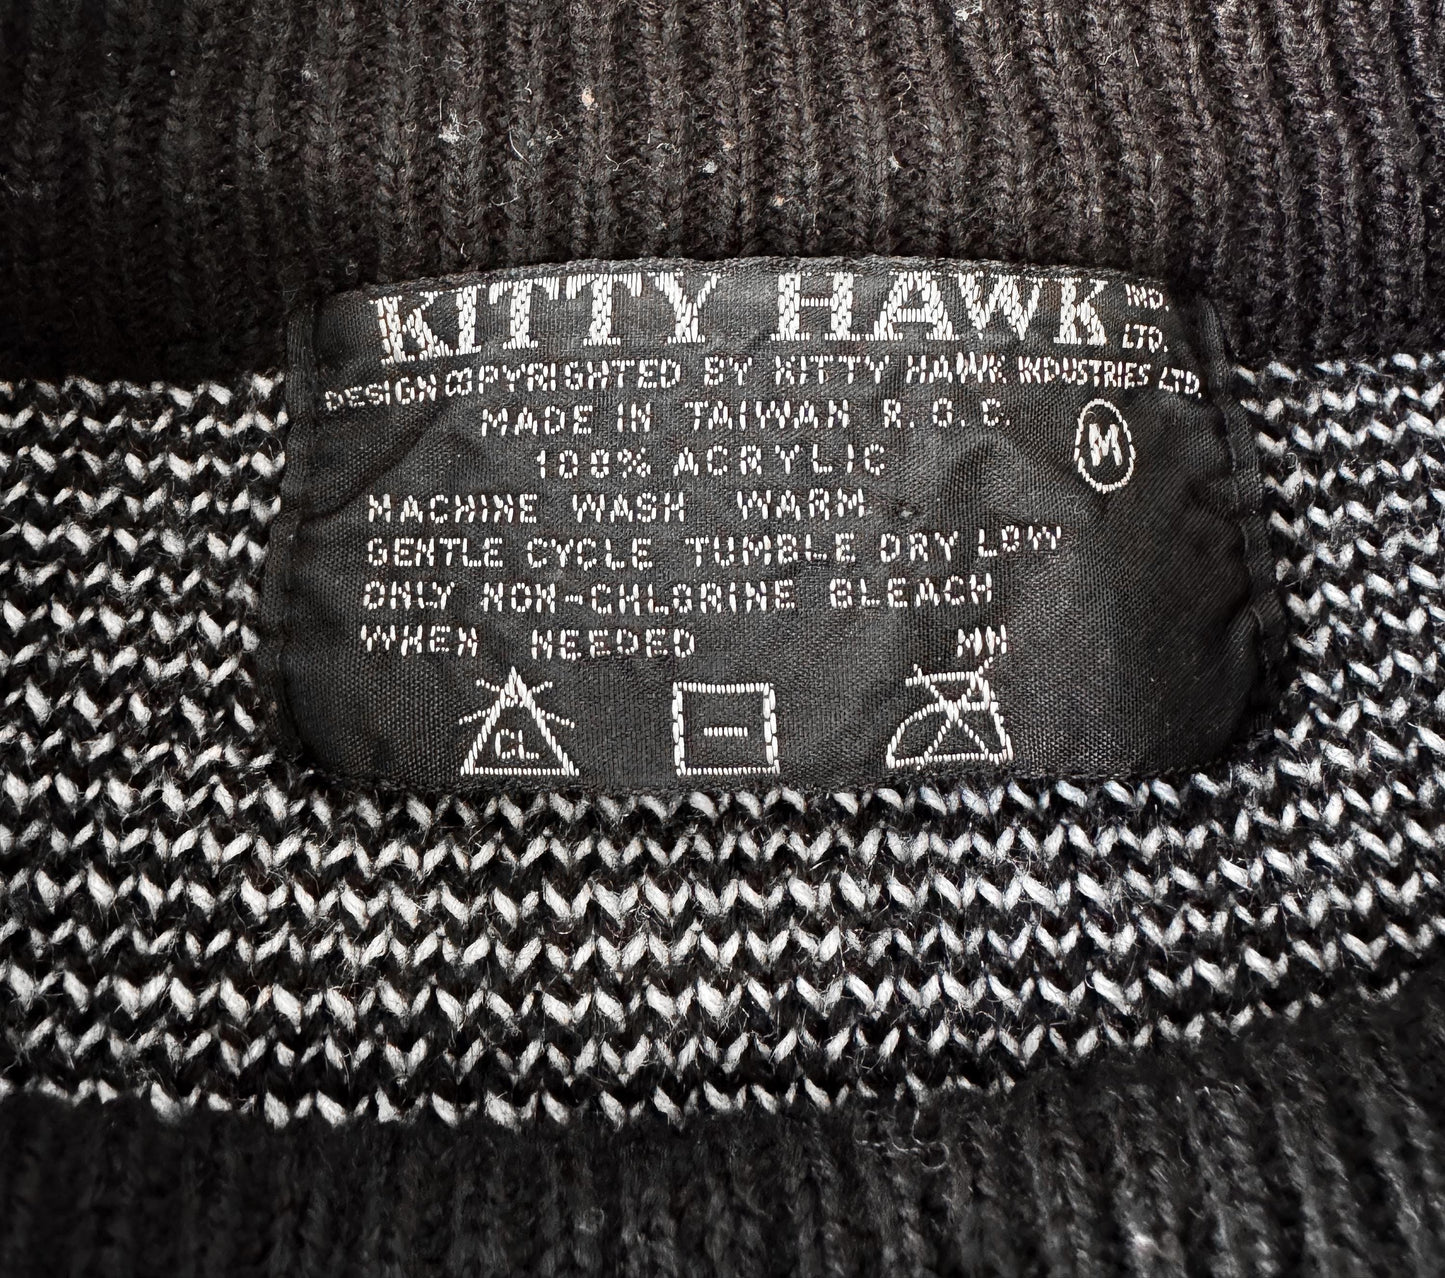 KITTY HAWK IND. LTD.
DESIGN COPYRIGHTED BY KITTY HAWK INDUSTRIES LTD.
MADE IN TAIWAN R. O. C.
M
100% ACRYLIC
MACHINE WASH WARM
GENTLE CYCLE TUMBLE DRY LOW
ONLY NON-CHLORINE BLEACH
WHEN NEEDED
CL